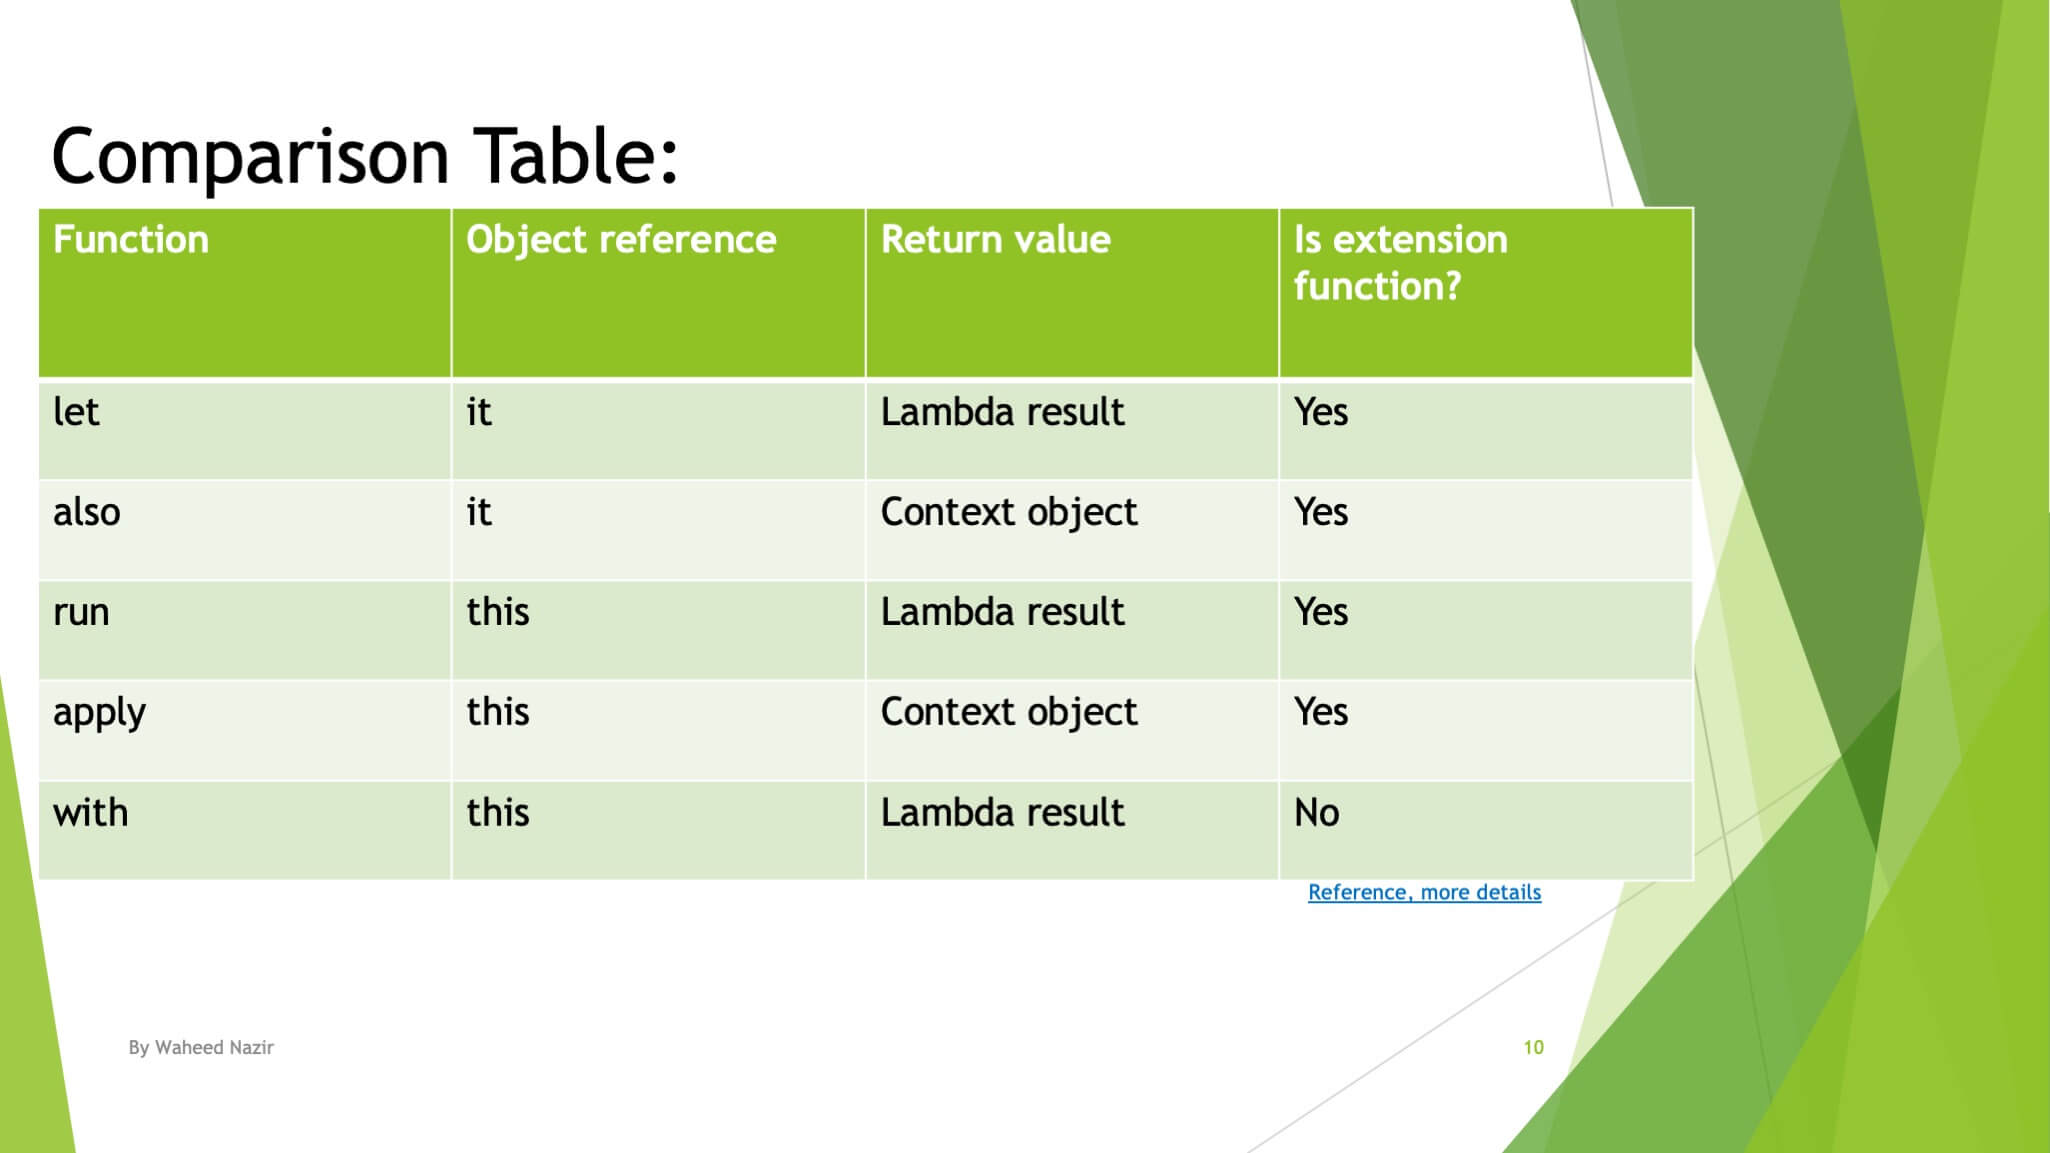 Comparison Table:
Function Object reference Return value Is extension
function?
let it Lambda result Yes
also it Context object Yes
run this Lambda result Yes
apply this Context object Yes
with this Lambda result No
Reference, more details
By Waheed Nazir 10